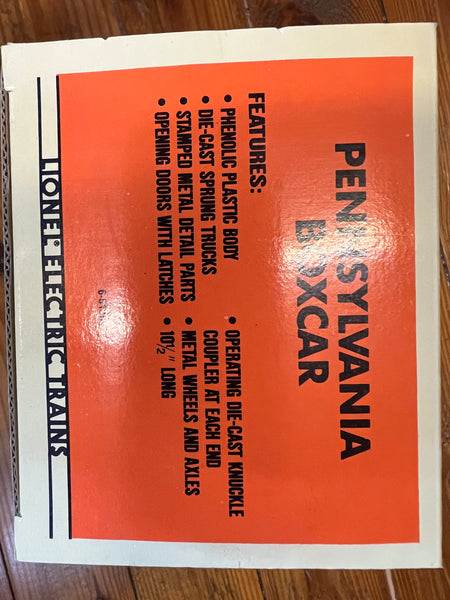 PENNSYLVANIA
BOXCAR
FEATURES:
• PHENOLIC PLASTIC BODY
• DIE-CAST SPRUNG TRUCKS
• STAMPED METAL DETAIL PARTS
• OPENING DOORS WITH LATCHES
• OPERATING DIE-CAST KNUCKLE
COUPLER AT EACH END
• METAL WHEELS AND AXLES
• 10½" LONG
LIONEL® ELECTRIC TRAINS